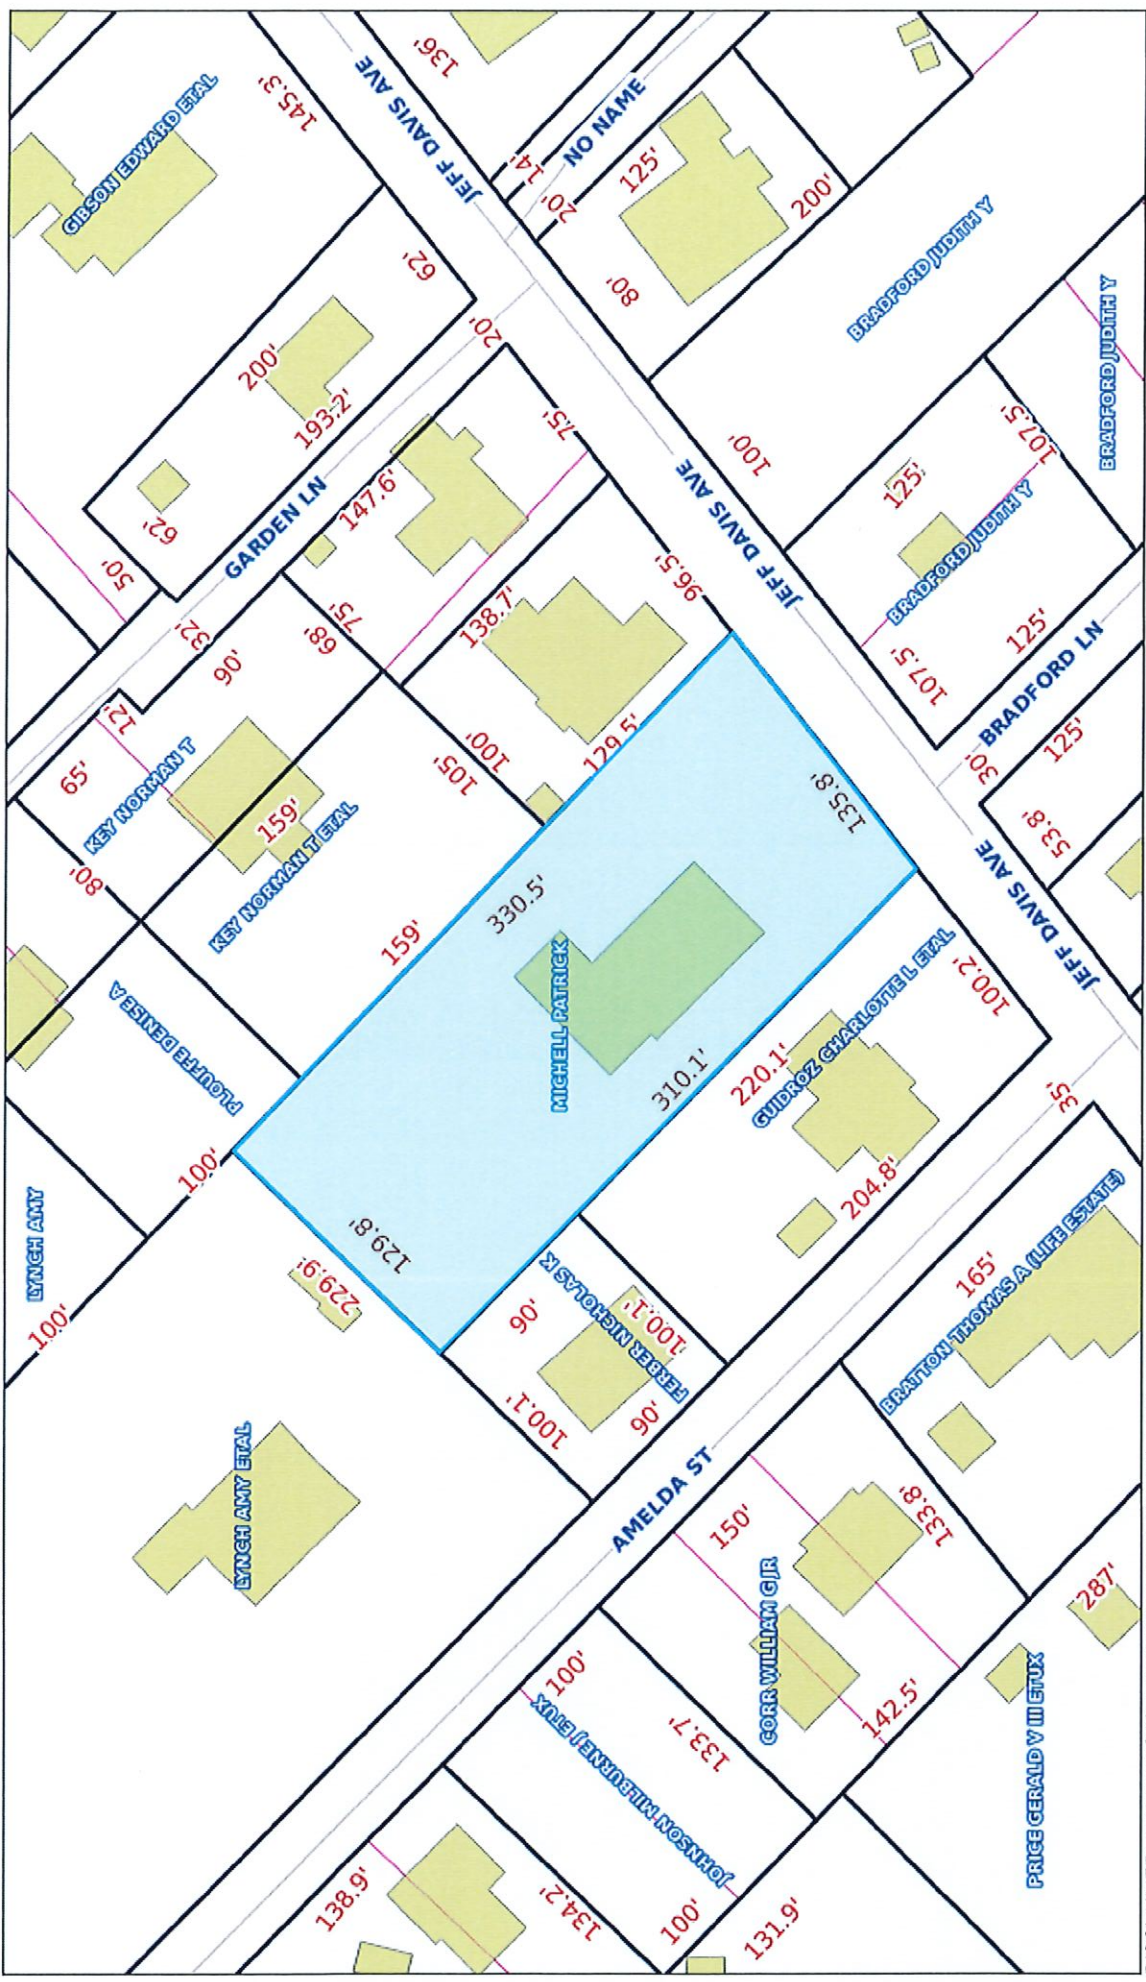 136'
JEFF DAVIS AVE
145.3'
GIBSON EDWARD ETAL
NO NAME
14'
20'
125'
200'
80'
BRADFORD JUDITH Y
BRADFORD JUDITH Y
62'
20'
200'
193.2'
62'
50'
GARDEN LN
147.6'
75'
100'
JEFF DAVIS AVE
107.5'
125'
BRADFORD JUDITH Y
125'
107.5'
BRADFORD LN
30'
125'
53.8'
96.5'
138.7'
75'
68'
32'
90'
12'
65'
KEY NORMAN T
80'
159'
KEY NORMAN T ETAL
105'
100'
129.5'
135.8'
330.5'
159'
MICHELL PATRICK
310.1'
JEFF DAVIS AVE
100.2'
GUIDROZ CHARLOTTE L ETAL
220.1'
204.8'
35'
PLOUFFE DENISE A
100'
LYNCH AMY
100'
129.8'
229.9'
FERBER NICHOLAS K
90'
100.1'
100.1'
90'
165'
BRATTON THOMAS A (LIFE ESTATE)
LYNCH AMY ETAL
AMELDA ST
150'
133.8'
CORR WILLIAM G JR
287'
142.5'
PRICE GERALD V III ETUX
100'
133.7'
JOHNSON MILBURNE J ETUX
138.9'
134.2'
100'
131.9'